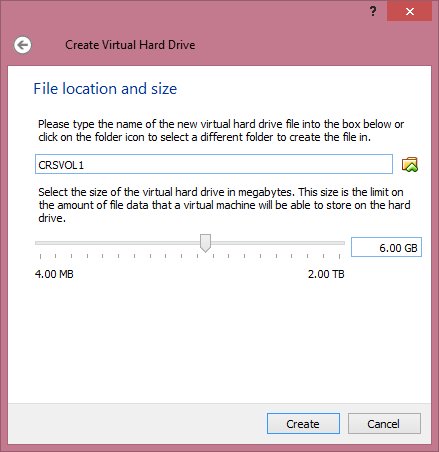 ?
Create Virtual Hard Drive
File location and size
Please type the name of the new virtual hard drive file into the box below or
click on the folder icon to select a different folder to create the file in.
CRSVOL1
Select the size of the virtual hard drive in megabytes. This size is the limit on
the amount of file data that a virtual machine will be able to store on the hard
drive.
6.00 GB
4.00 MB 2.00 TB
Create Cancel